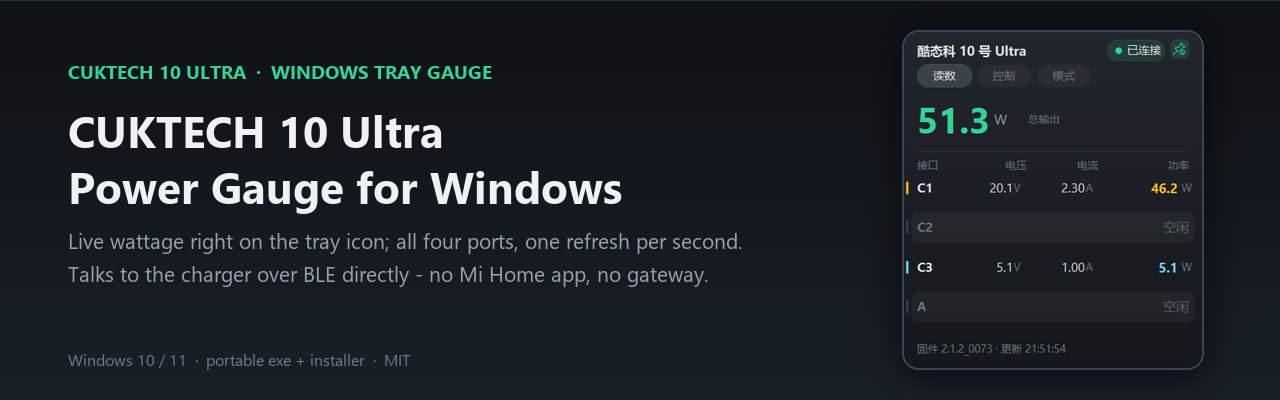 CUKTECH 10 ULTRA · WINDOWS TRAY GAUGE
CUKTECH 10 Ultra
Power Gauge for Windows
Live wattage right on the tray icon; all four ports, one refresh per second.
Talks to the charger over BLE directly - no Mi Home app, no gateway.
Windows 10 / 11 · portable exe + installer · MIT
酷态科 10 号 Ultra
已连接
读数 控制 模式
51.3 W 总输出
接口 电压 电流 功率
C1 20.1V 2.30A 46.2 W
C2 空闲
C3 5.1V 1.00A 5.1 W
A 空闲
固件 2.1.2_0073 · 更新 21:51:54